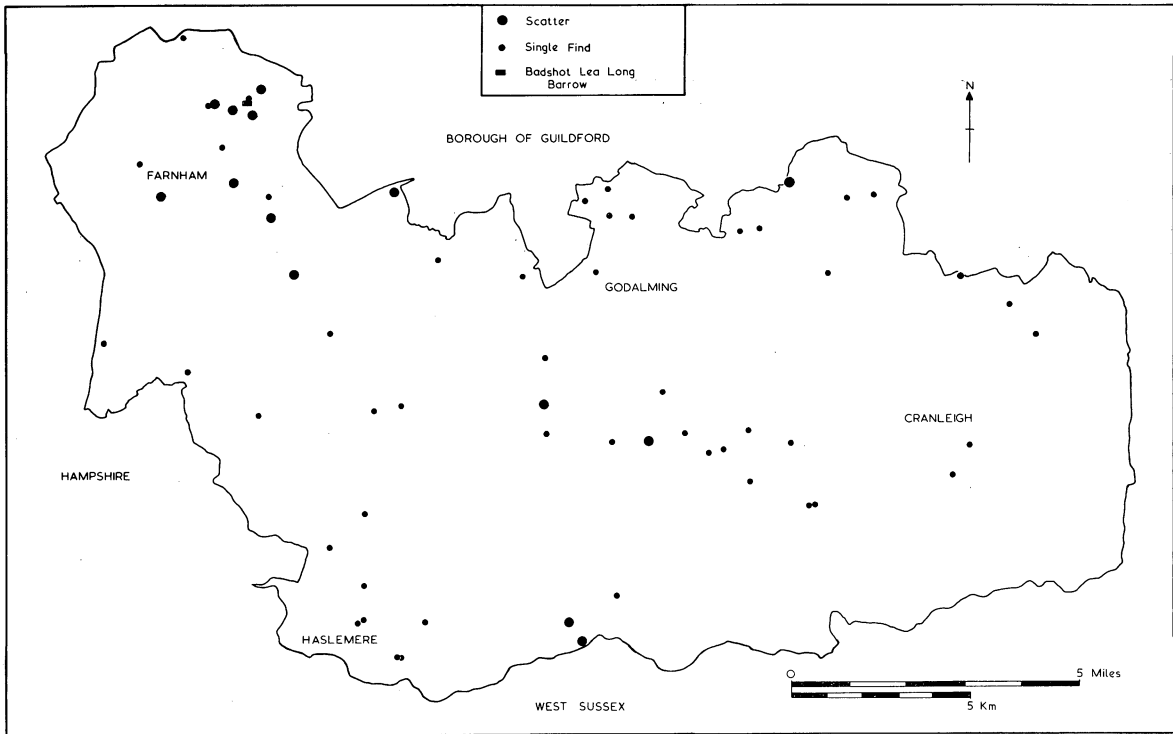 Scatter
Single Find
Badshot Lea Long
Barrow
N
BOROUGH OF GUILDFORD
FARNHAM
GODALMING
CRANLEIGH
HAMPSHIRE
HASLEMERE
O
5 Miles
5 Km
WEST SUSSEX